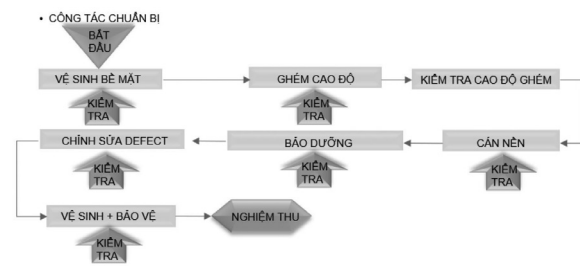 • CÔNG TÁC CHUẨN BỊ
BẮT
ĐẦU
VỆ SINH BỀ MẶT
GHÉM CAO ĐỘ
KIỂM TRA CAO ĐỘ GHÉM
KIỂM
TRA
KIỂM
TRA
CHỈNH SỬA DEFECT
BẢO DƯỠNG
CÁN NỀN
KIỂM
TRA
KIỂM
TRA
KIỂM
TRA
VỆ SINH + BẢO VỆ
NGHIỆM THU
KIỂM
TRA